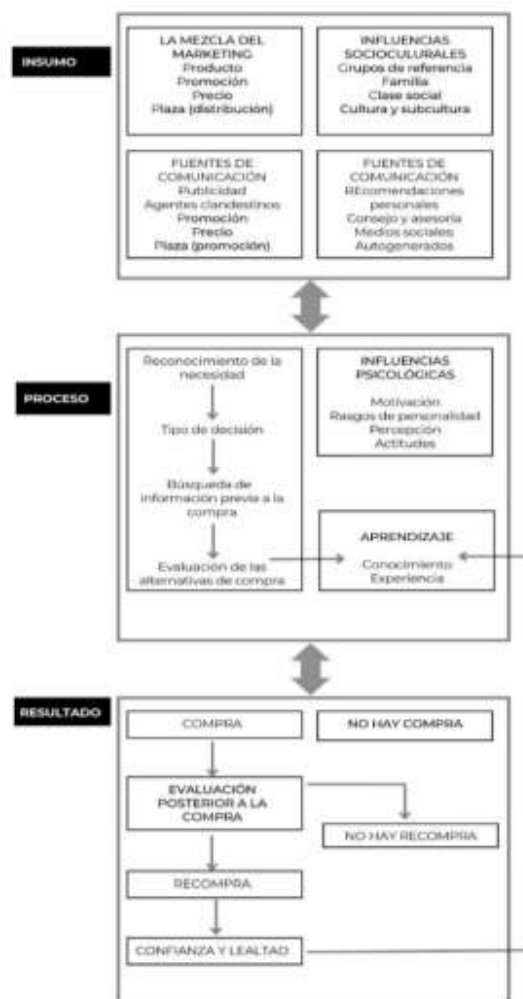 INSUMO
LA MEZCLA DEL
MARKETING
Producto
Promoción
Precio
Plaza (distribución)
INFLUENCIAS
SOCIOCULTURALES
Grupos de referencia
Familia
Clase social
Cultura y subcultura
FUENTES DE
COMUNICACIÓN
Publicidad
Agentes clandestinos
Promoción
Precio
Plaza (promoción)
FUENTES DE
COMUNICACIÓN
REcomendaciones
personales
Consejo y asesoría
Medios sociales
Autogenerados
PROCESO
Reconocimiento de la
necesidad
Tipo de decisión
Búsqueda de
información previa a la
compra
Evaluación de las
alternativas de compra
INFLUENCIAS
PSICOLÓGICAS
Motivación
Rasgos de personalidad
Percepción
Actitudes
APRENDIZAJE
Conocimiento
Experiencia
RESULTADO
COMPRA
NO HAY COMPRA
EVALUACIÓN
POSTERIOR A LA
COMPRA
NO HAY RECOMPRA
RECOMPRA
CONFIANZA Y LEALTAD